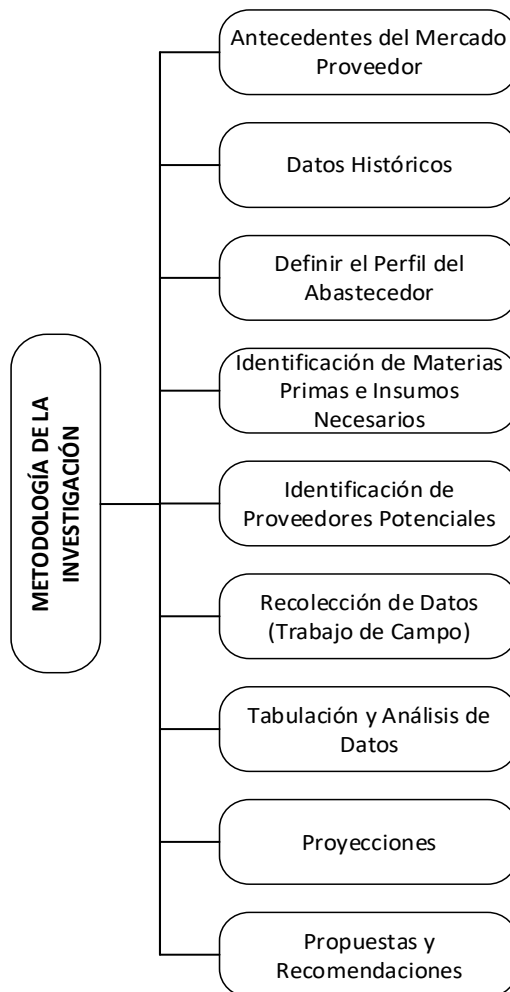 METODOLOGÍA DE LA
INVESTIGACIÓN
Antecedentes del Mercado
Proveedor
Datos Históricos
Definir el Perfil del
Abastecedor
Identificación de Materias
Primas e Insumos
Necesarios
Identificación de
Proveedores Potenciales
Recolección de Datos
(Trabajo de Campo)
Tabulación y Análisis de
Datos
Proyecciones
Propuestas y
Recomendaciones